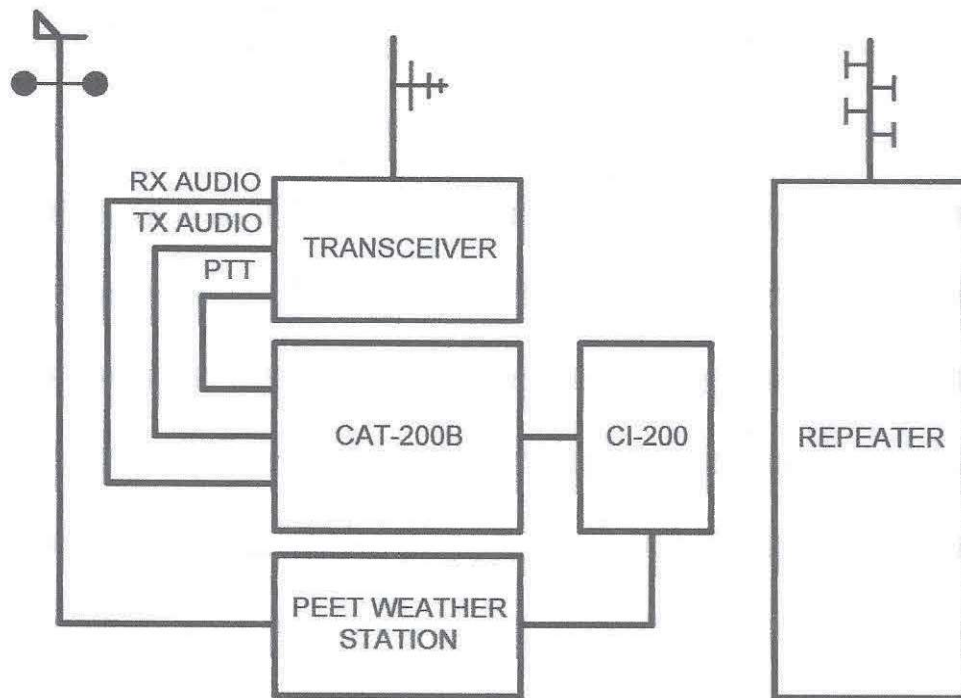 RX AUDIO
TX AUDIO
PTT
TRANSCEIVER
CAT-200B
CI-200
REPEATER
PEET WEATHER
STATION